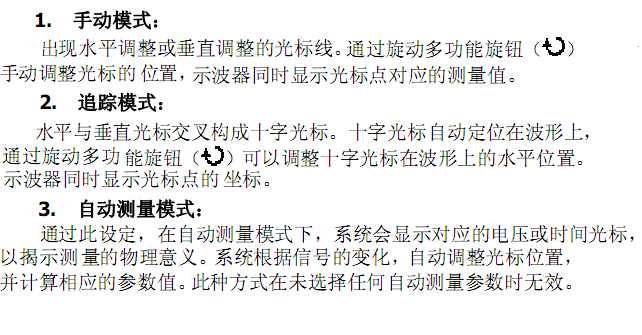 1. 手动模式：
出现水平调整或垂直调整的光标线。通过旋动多功能旋钮（↻）
手动调整光标的 位置，示波器同时显示光标点对应的测量值。
2. 追踪模式：
水平与垂直光标交叉构成十字光标。十字光标自动定位在波形上，
通过旋动多功 能旋钮（↻）可以调整十字光标在波形上的水平位置。
示波器同时显示光标点的 坐标。
3. 自动测量模式：
通过此设定，在自动测量模式下，系统会显示对应的电压或时间光标，
以揭示测 量的物理意义。系统根据信号的变化，自动调整光标位置，
并计算相应的参数值。此种方式在未选择任何自动测量参数时无效。